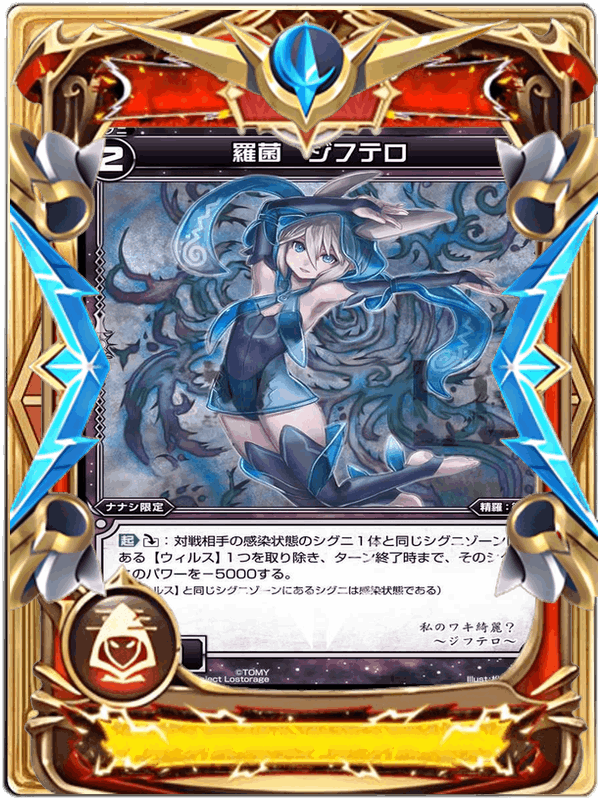 2
羅菌 ジフテロ
ナナシ限定
精羅:
起 :対戦相手の感染状態のシグニ1体と同じシグニゾーンに
ある【ウィルス】1つを取り除き、ターン終了時まで、そのシ
のパワーを－5000する。
ルス】と同じシグニゾーンにあるシグニは感染状態である)
私のワキ綺麗?
～ジフテロ～
©TOMY
ject Lostorage
Illust: